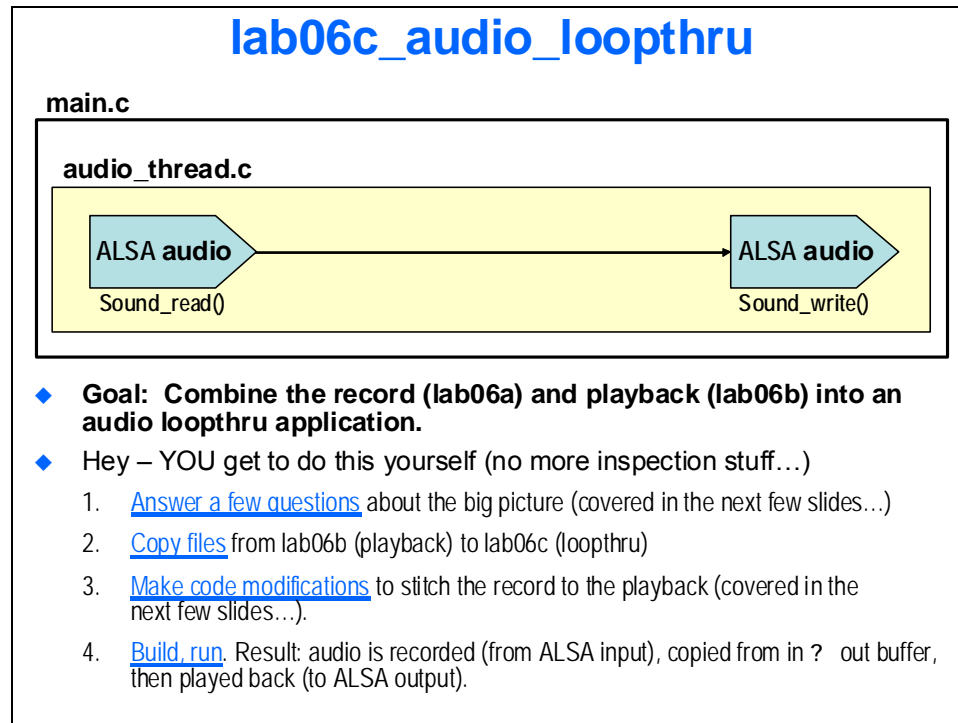 lab06c_audio_loopthru
main.c
audio_thread.c
ALSA audio
ALSA audio
Sound_read()
Sound_write()
Goal: Combine the record (lab06a) and playback (lab06b) into an
audio loopthru application.
Hey – YOU get to do this yourself (no more inspection stuff…)
1. Answer a few questions about the big picture (covered in the next few slides…)
2. Copy files from lab06b (playback) to lab06c (loopthru)
3. Make code modifications to stitch the record to the playback (covered in the
next few slides…).
4. Build, run. Result: audio is recorded (from ALSA input), copied from in ? out buffer,
then played back (to ALSA output).